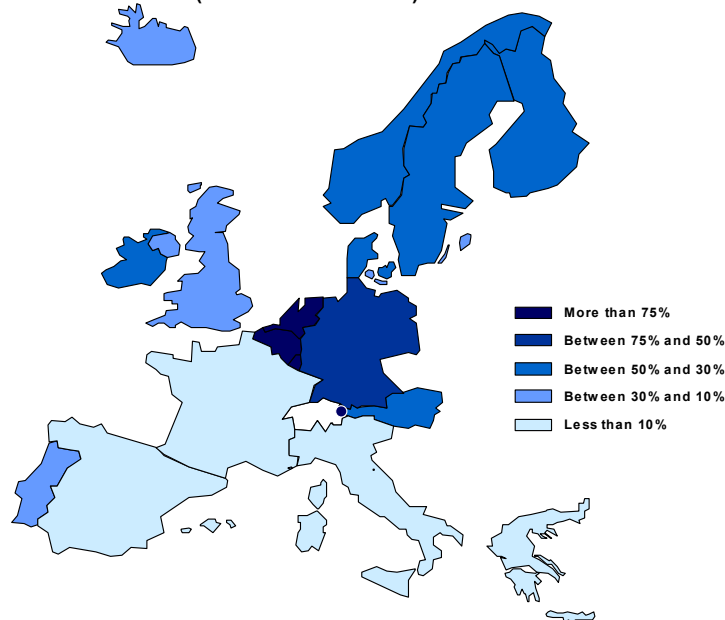 More than 75%
Between 75% and 50%
Between 50% and 30%
Between 30% and 10%
Less than 10%